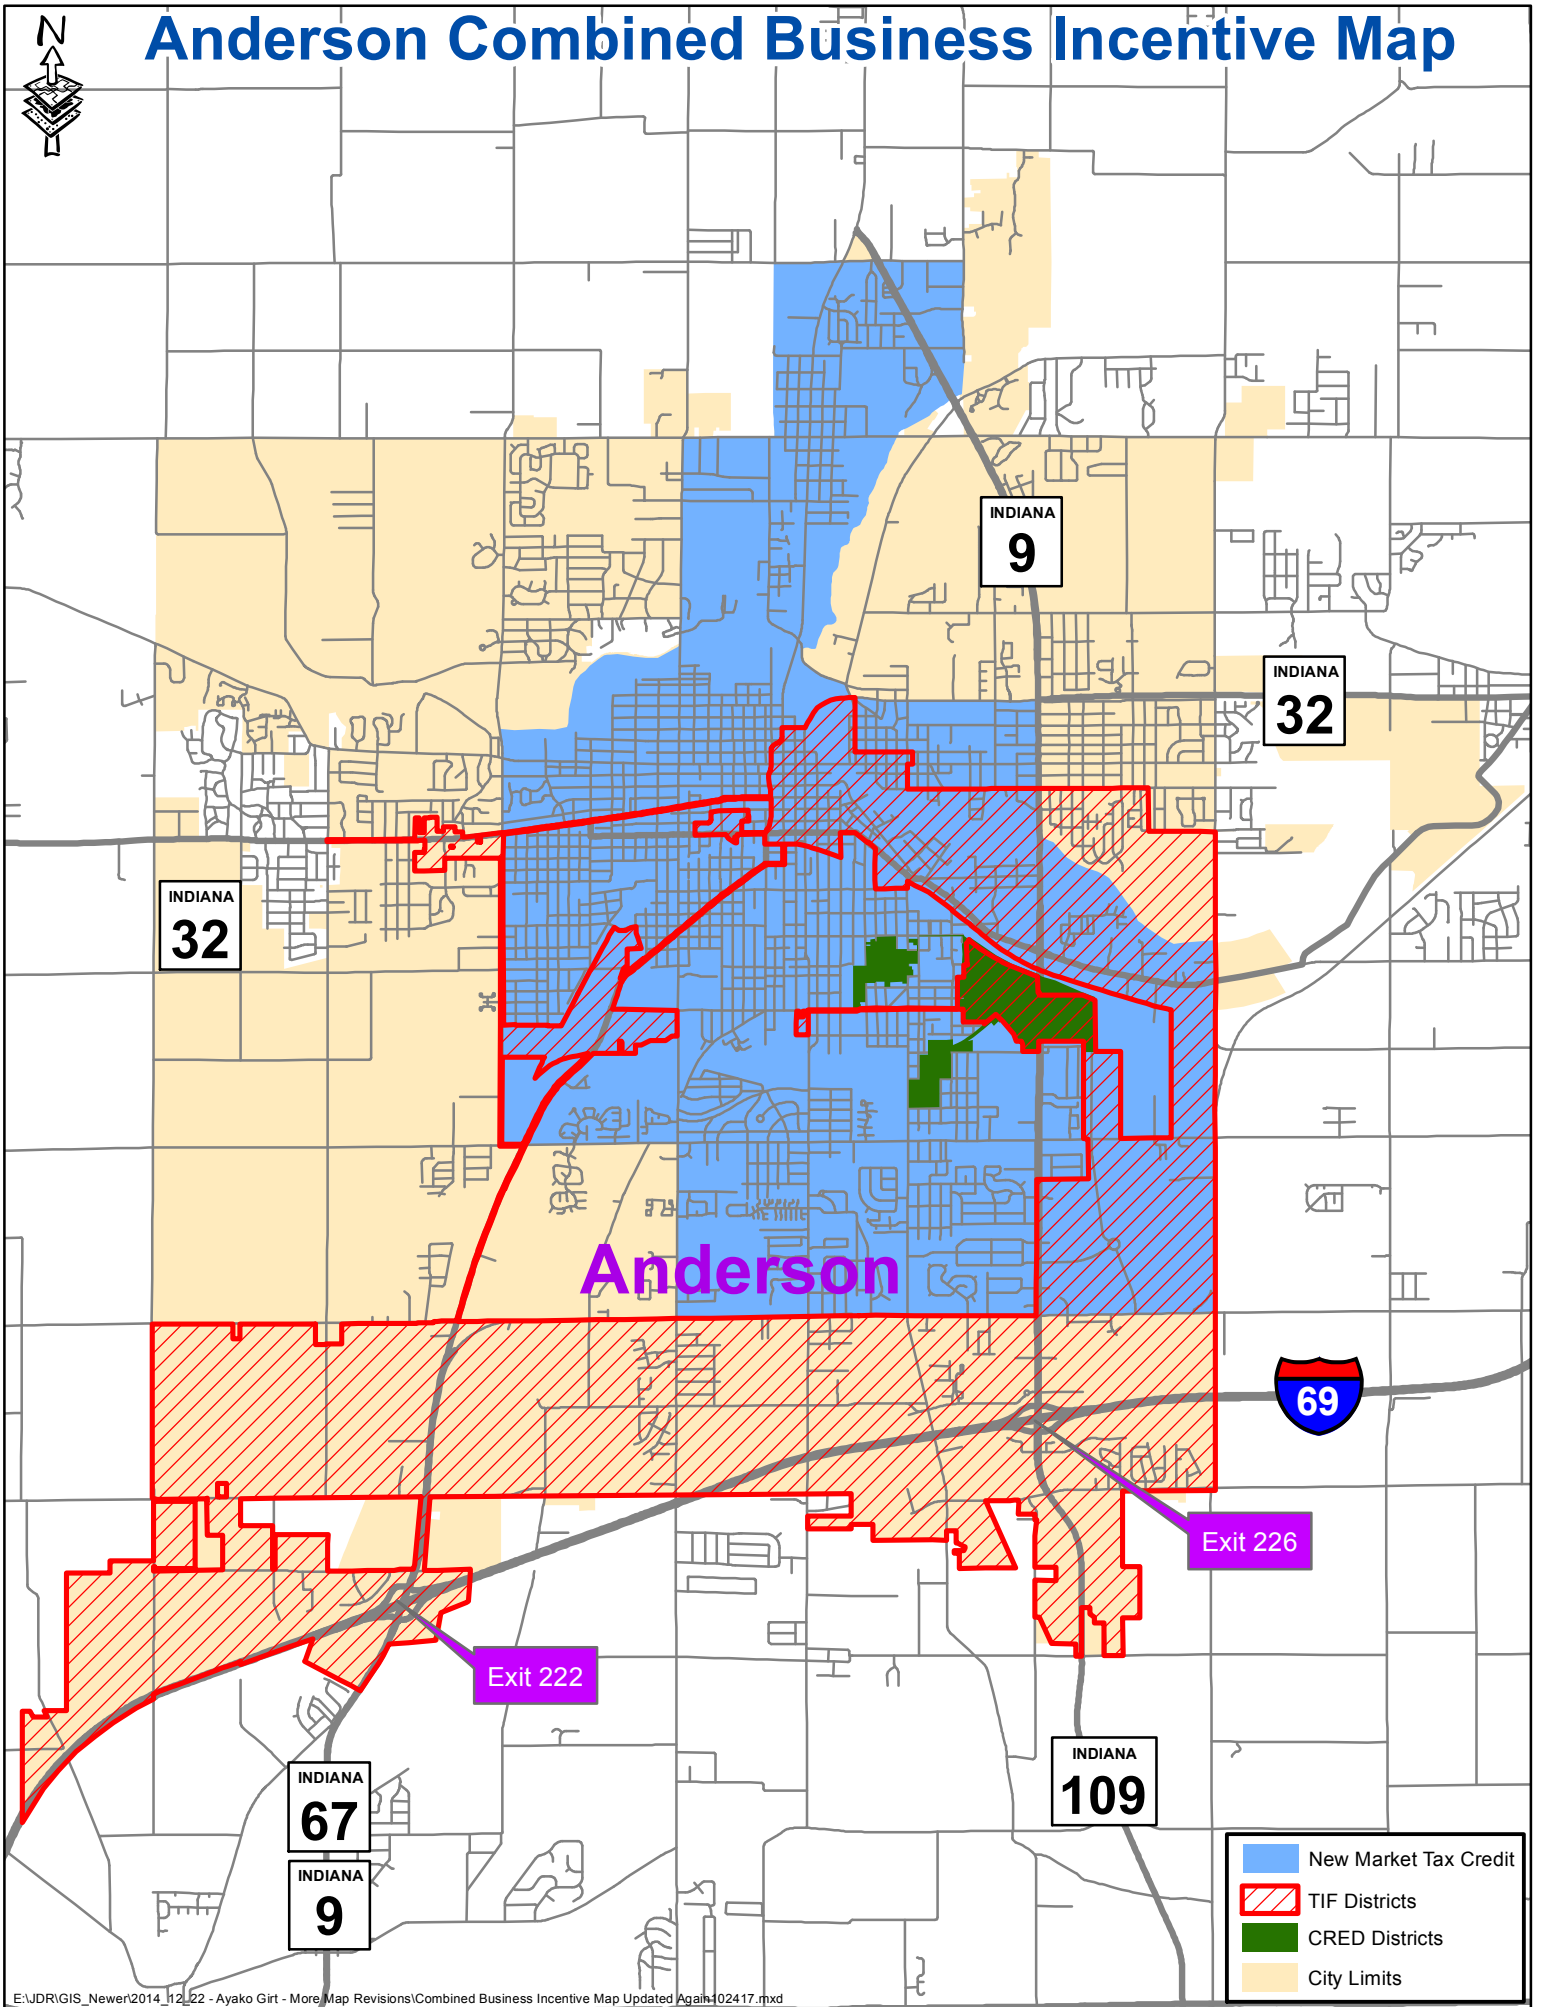 Anderson Combined Business Incentive Map
N
INDIANA
9
INDIANA
32
INDIANA
32
Anderson
69
Exit 226
Exit 222
INDIANA
67
INDIANA
9
INDIANA
109
New Market Tax Credit
TIF Districts
CRED Districts
City Limits
E:\JDR\GIS_Newer\2014_12_22 - Ayako Girt - More Map Revisions\Combined Business Incentive Map Updated Again102417.mxd